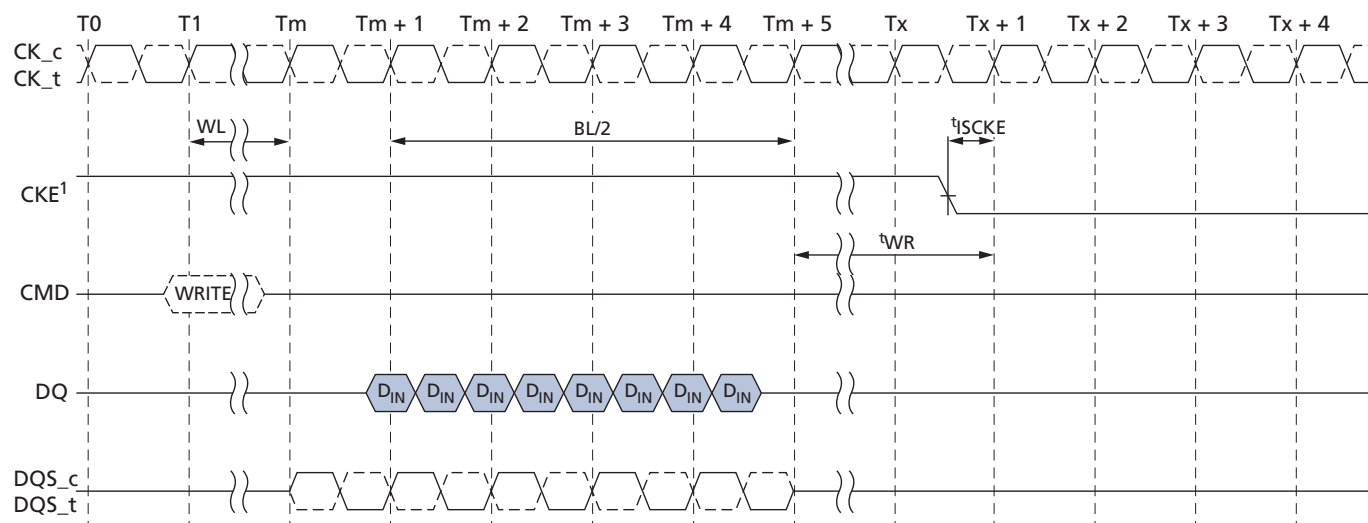 T0 T1 Tm Tm + 1 Tm + 2 Tm + 3 Tm + 4 Tm + 5 Tx Tx + 1 Tx + 2 Tx + 3 Tx + 4
CK_c
CK_t
WL BL/2 tISCKE
CKE1
tWR
CMD WRITE
DQ DIN DIN DIN DIN DIN DIN DIN DIN
DQS_c
DQS_t